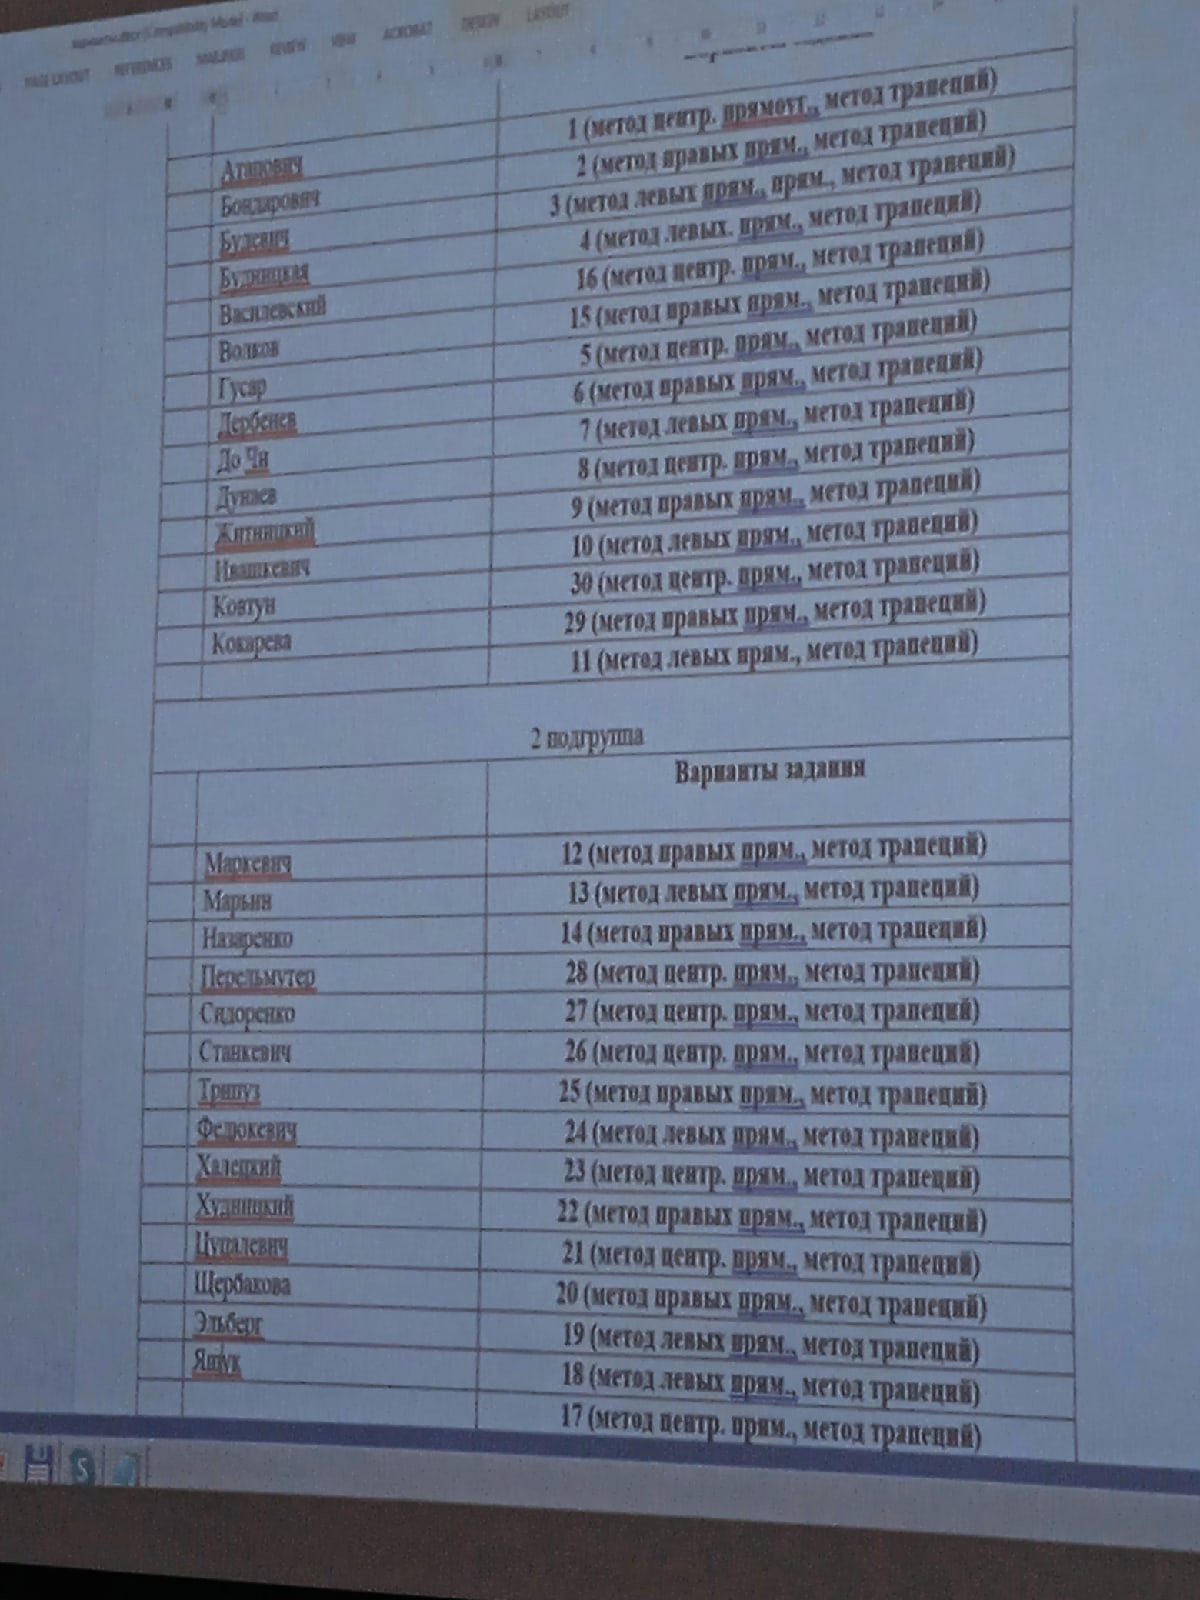 PAGE LAYOUT REFERENCES MAILINGS REVIEW VIEW ACROBAT DESIGN LAYOUT
1 (метод центр. прямоуг., метод трапеций)
Атапович 2 (метод правых прям., метод трапеций)
Бондарович 3 (метод левых прям., прям., метод трапеций)
Булевич 4 (метод левых. прям., метод трапеций)
Будницкая 16 (метод центр. прям., метод трапеций)
Василевский 15 (метод правых прям., метод трапеций)
Волков 5 (метод центр. прям., метод трапеций)
Гусар 6 (метод правых прям., метод трапеций)
Дербенев 7 (метод левых прям., метод трапеций)
До Чи 8 (метод центр. прям., метод трапеций)
Дунаев 9 (метод правых прям., метод трапеций)
Житницкий 10 (метод левых прям., метод трапеций)
Ивашкевич 30 (метод центр. прям., метод трапеций)
Ковтун 29 (метод правых прям., метод трапеций)
Кокарева 11 (метод левых прям., метод трапеций)
2 подгруппа
Варианты задания
Маркевич 12 (метод правых прям., метод трапеций)
Марьин 13 (метод левых прям., метод трапеций)
Назаренко 14 (метод правых прям., метод трапеций)
Перельмутер 28 (метод центр. прям., метод трапеций)
Сидоренко 27 (метод центр. прям., метод трапеций)
Станкевич 26 (метод центр. прям., метод трапеций)
Трипуз 25 (метод правых прям., метод трапеций)
Федюкевич 24 (метод левых прям., метод трапеций)
Халецкий 23 (метод центр. прям., метод трапеций)
Худницкий 22 (метод правых прям., метод трапеций)
Цупалевич 21 (метод центр. прям., метод трапеций)
Щербакова 20 (метод правых прям., метод трапеций)
Эльберг 19 (метод левых прям., метод трапеций)
Ящук 18 (метод левых прям., метод трапеций)
17 (метод центр. прям., метод трапеций)